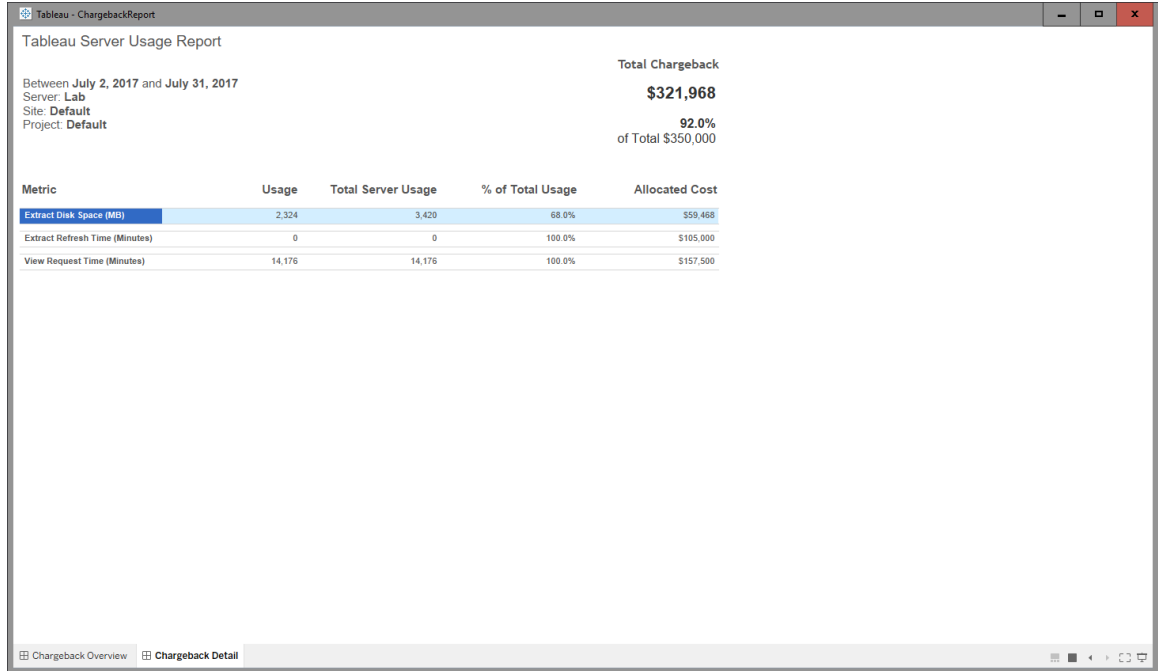 Tableau - ChargebackReport
Tableau Server Usage Report
Total Chargeback
$321,968
92.0%
of Total $350,000
Between July 2, 2017 and July 31, 2017
Server: Lab
Site: Default
Project: Default
Metric Usage Total Server Usage % of Total Usage Allocated Cost
Extract Disk Space (MB) 2,324 3,420 68.0% $59,468
Extract Refresh Time (Minutes) 0 0 100.0% $105,000
View Request Time (Minutes) 14,176 14,176 100.0% $157,500
Chargeback Overview Chargeback Detail